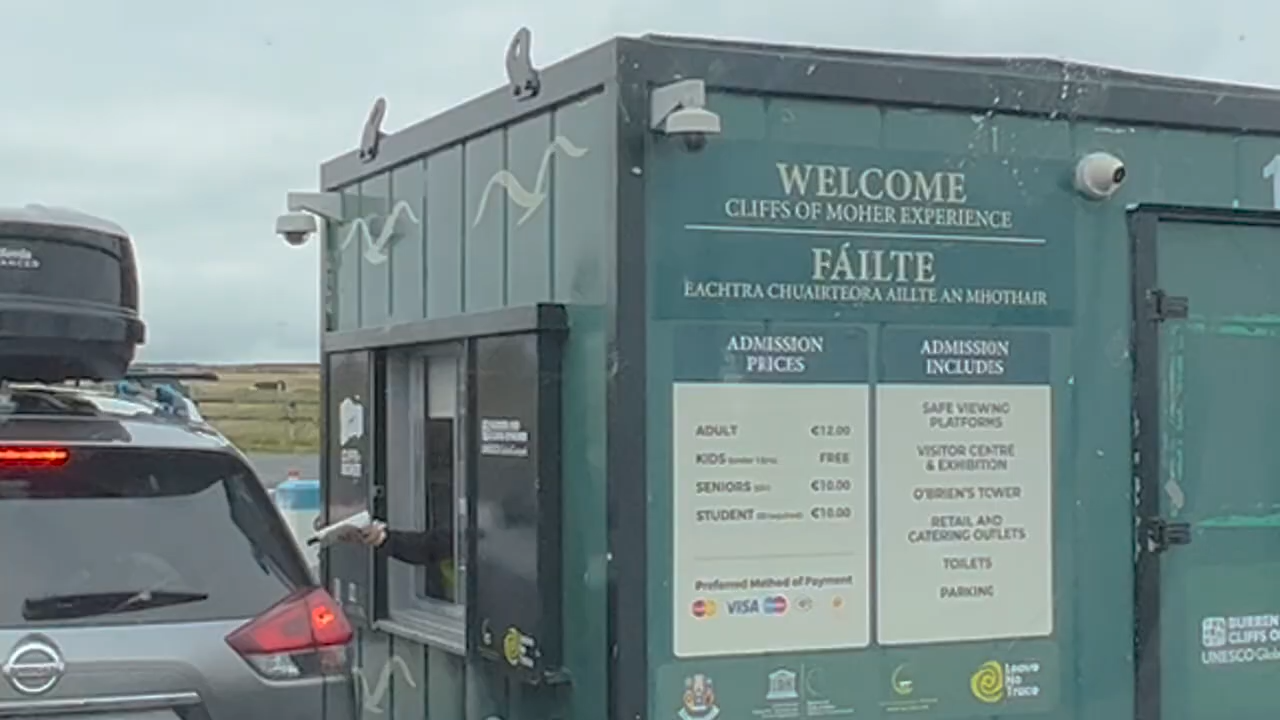 WELCOME
CLIFFS OF MOHER EXPERIENCE
FÁILTE
EACHTRA CHUAIRTEORA AILLTE AN MHOTHAIR
ADMISSION
PRICES
ADULT €12.00
KIDS FREE
SENIORS €10.00
STUDENT €10.00
Preferred Method of Payment
VISA
ADMISSION
INCLUDES
SAFE VIEWING
PLATFORMS
VISITOR CENTRE
& EXHIBITION
O'BRIEN'S TOWER
RETAIL AND
CATERING OUTLETS
TOILETS
PARKING
Leave
No
Trace
BURREN
CLIFFS O
UNESCO Globa
NISSAN